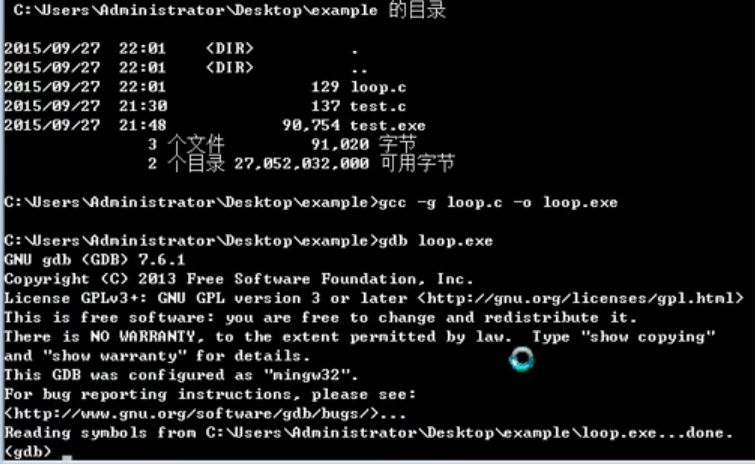 C:\Users\Administrator\Desktop\example 的目录
2015/09/27  22:01    <DIR>          .
2015/09/27  22:01    <DIR>          ..
2015/09/27  22:01               129 loop.c
2015/09/27  21:30               137 test.c
2015/09/27  21:48            90,754 test.exe
3 个文件         91,020 字节
2 个目录 27,052,032,000 可用字节
C:\Users\Administrator\Desktop\example>gcc -g loop.c -o loop.exe
C:\Users\Administrator\Desktop\example>gdb loop.exe
GNU gdb (GDB) 7.6.1
Copyright (C) 2013 Free Software Foundation, Inc.
License GPLv3+: GNU GPL version 3 or later <http://gnu.org/licenses/gpl.html>
This is free software: you are free to change and redistribute it.
There is NO WARRANTY, to the extent permitted by law.  Type "show copying"
and "show warranty" for details.
This GDB was configured as "mingw32".
For bug reporting instructions, please see:
<http://www.gnu.org/software/gdb/bugs/>...
Reading symbols from C:\Users\Administrator\Desktop\example\loop.exe...done.
(gdb) _